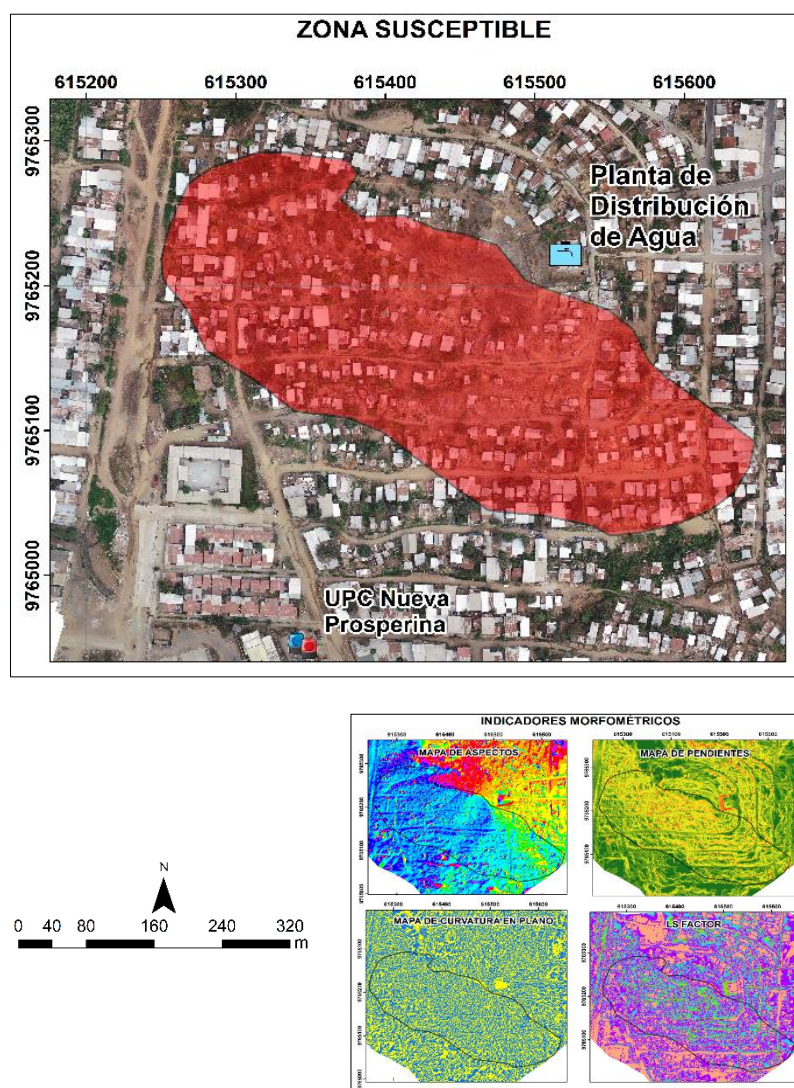 ZONA SUSCEPTIBLE
615200 615300 615400 615500 615600
9765300
9765200
9765100
9765000
Planta de
Distribución
de Agua
UPC Nueva
Prosperina
N
0 40 80 160 240 320
m
INDICADORES MORFOMÉTRICOS
MAPA DE ASPECTOS
MAPA DE PENDIENTES
MAPA DE CURVATURA EN PLANO
LS FACTOR